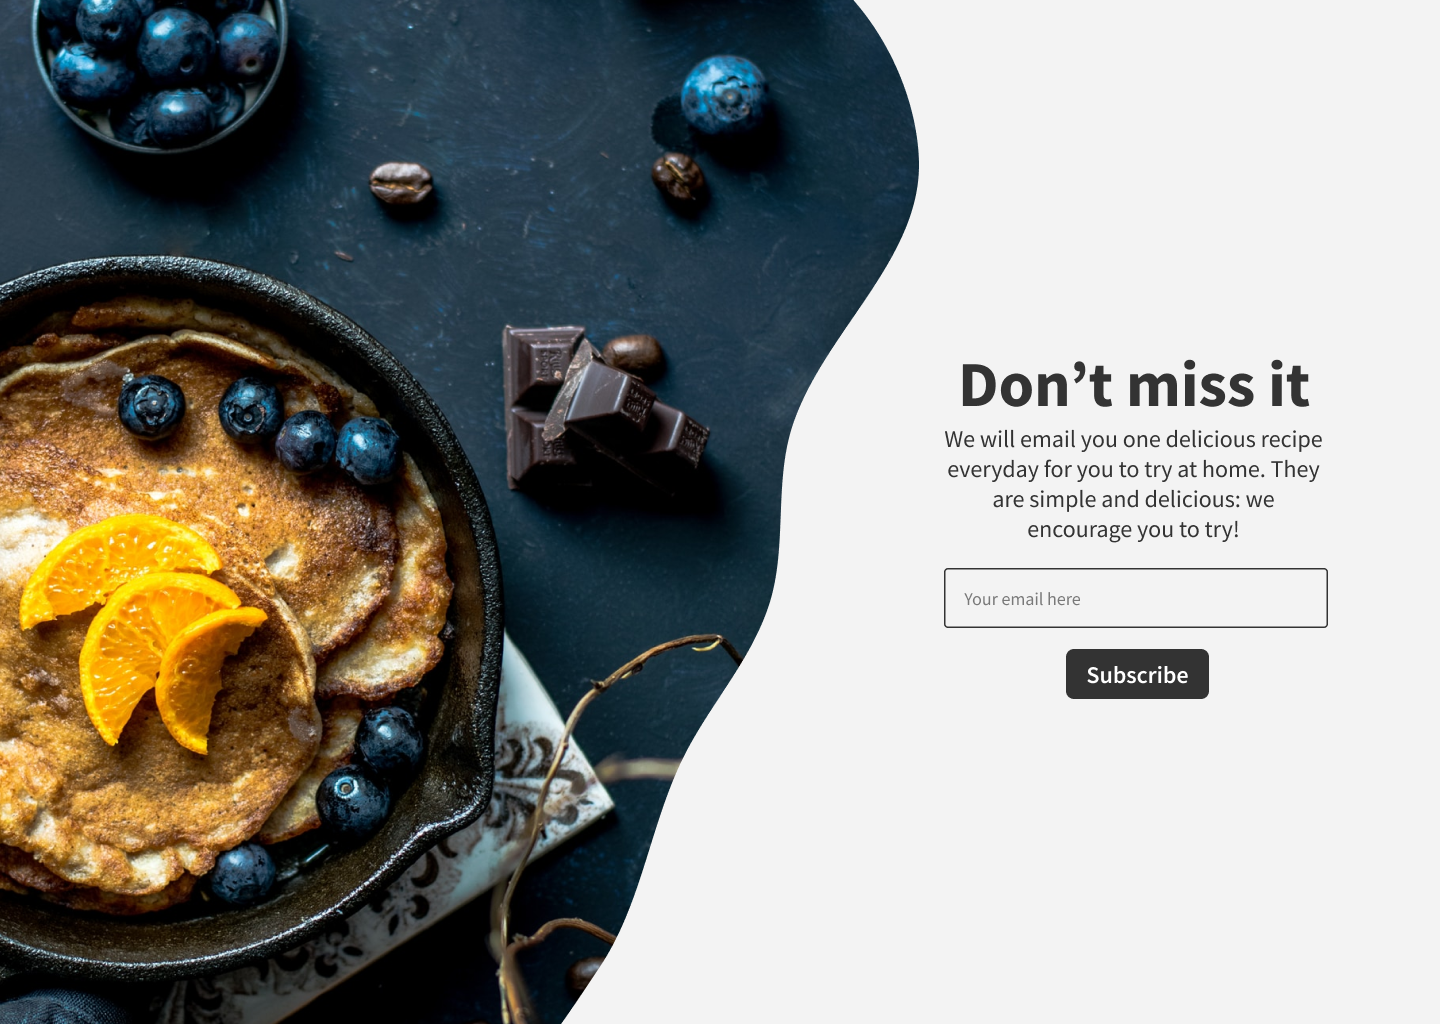 Don’t miss it
We will email you one delicious recipe
everyday for you to try at home. They
are simple and delicious: we
encourage you to try!
Your email here
Subscribe